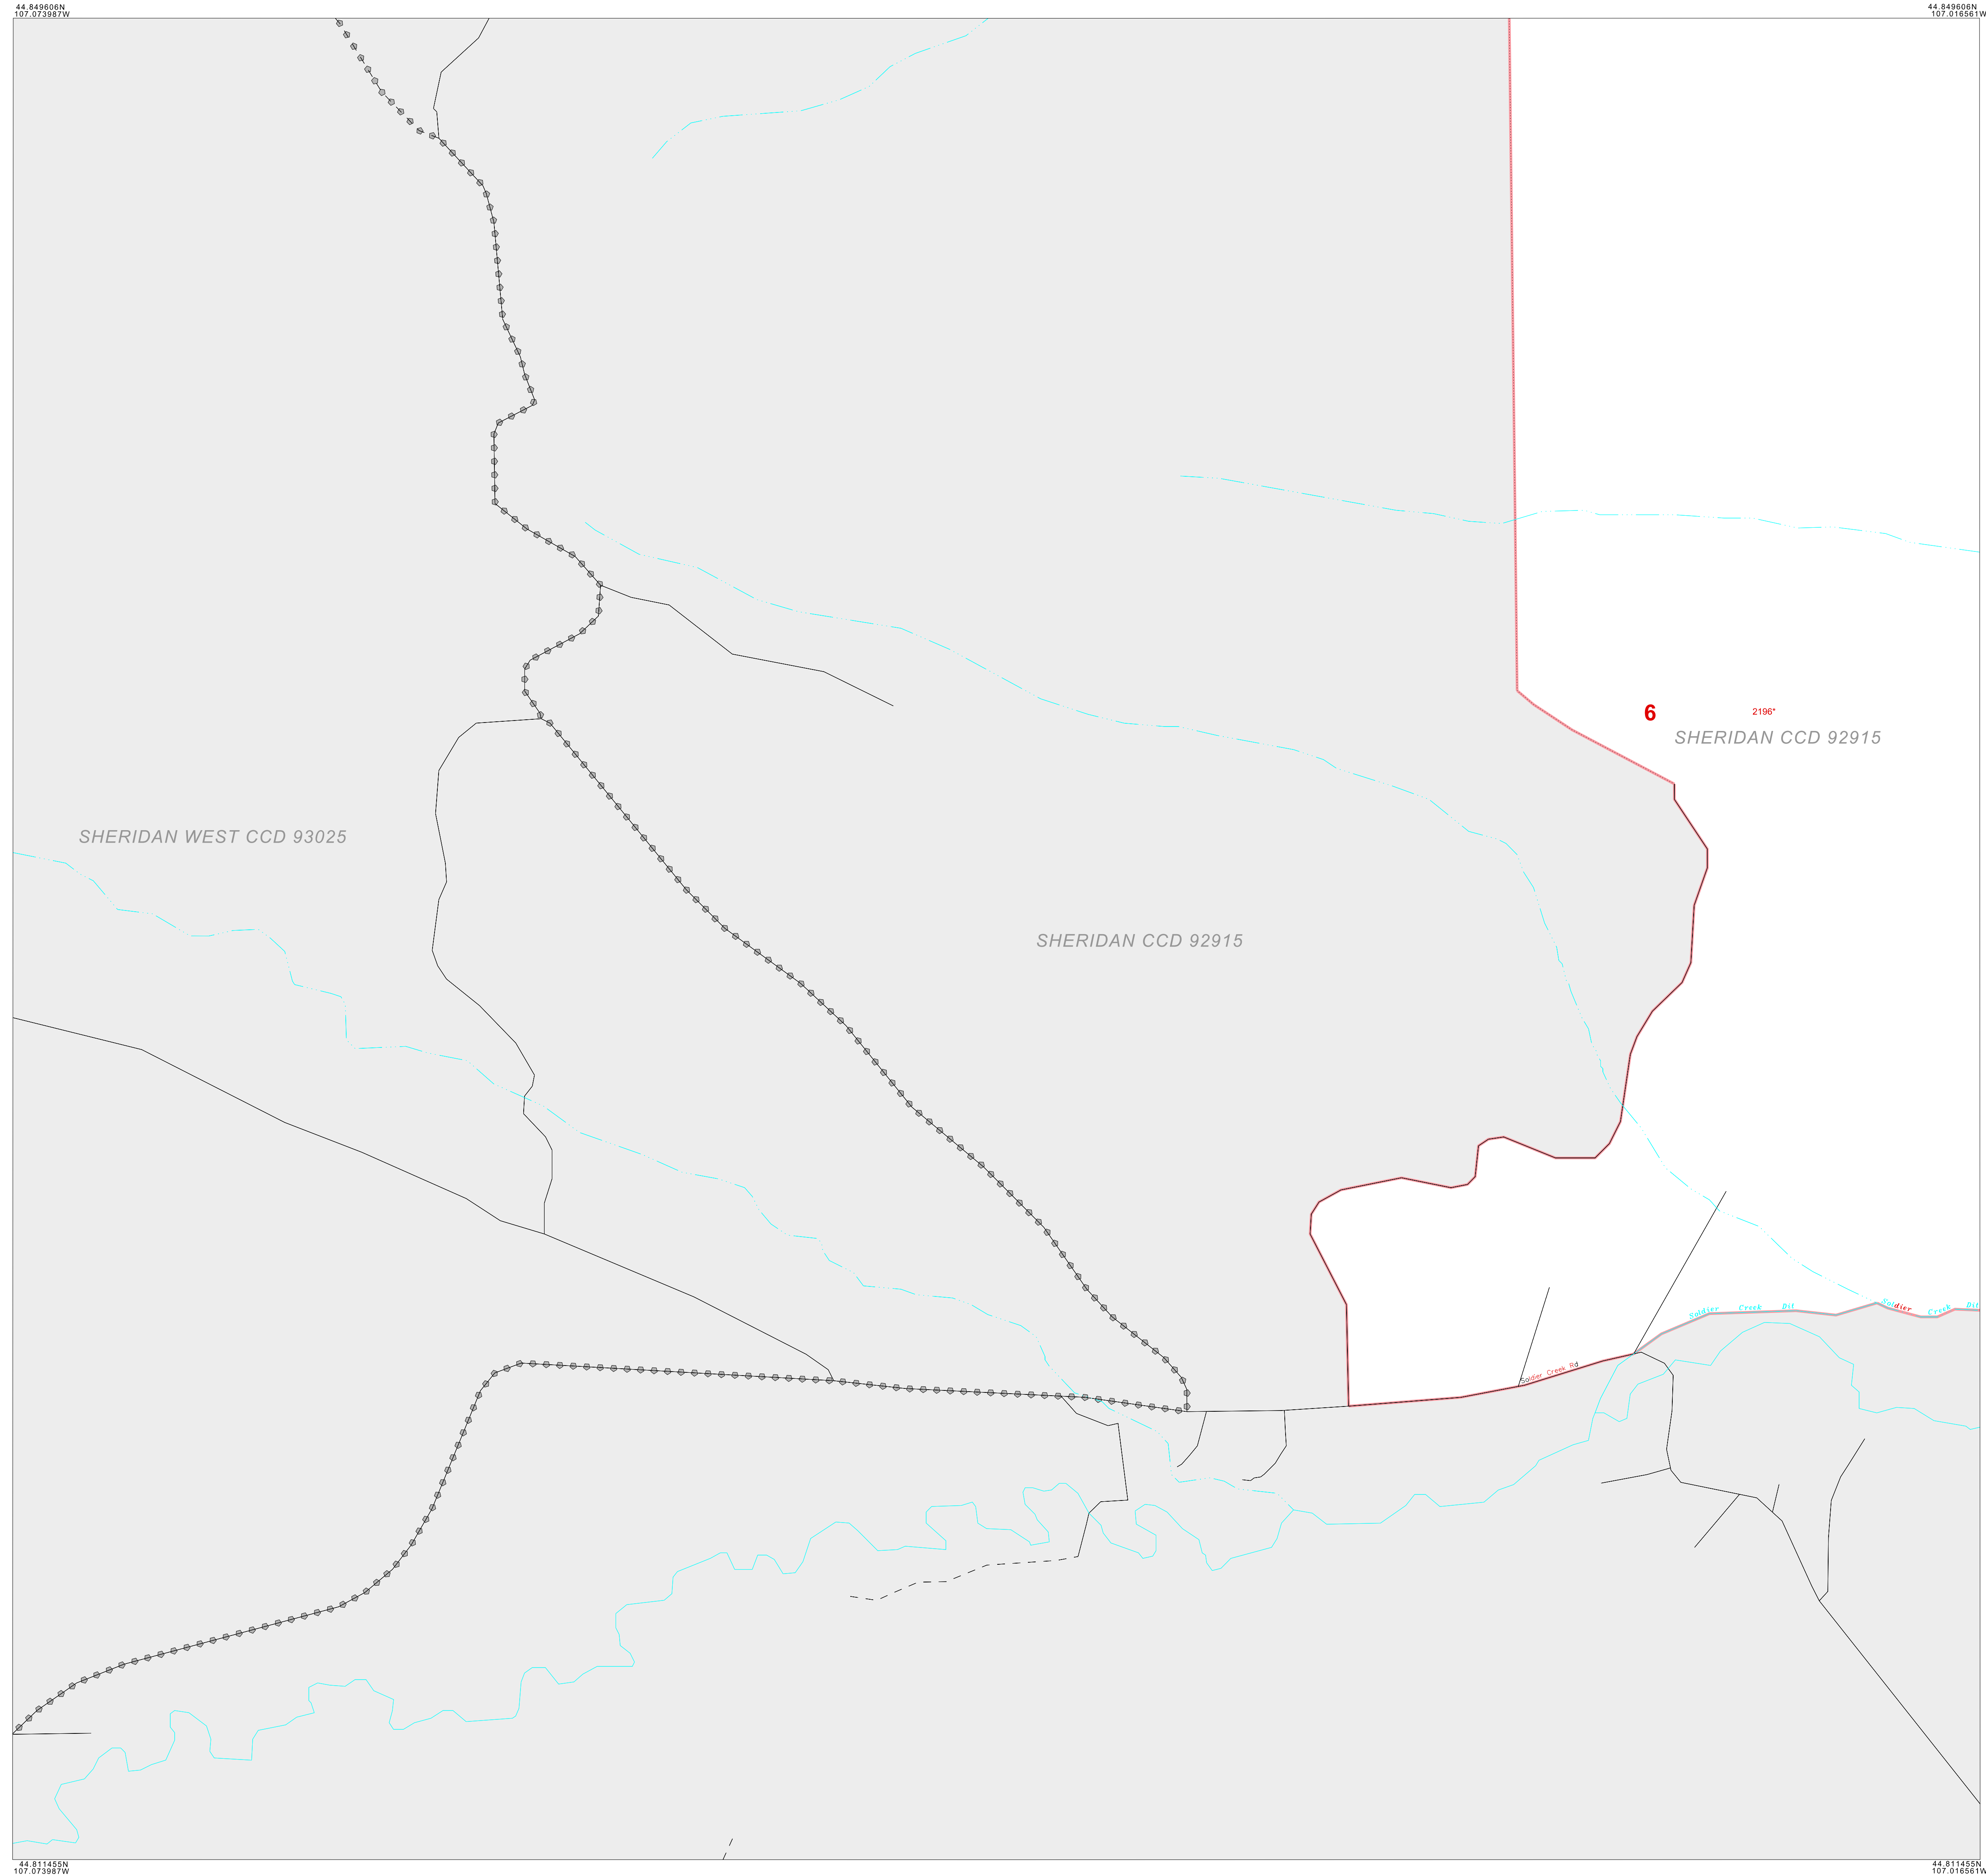 44.849606N
107.073987W
44.849606N
107.016561W
6
2196*
SHERIDAN CCD 92915
SHERIDAN WEST CCD 93025
SHERIDAN CCD 92915
Soldier Creek Dit
Soldier Creek Dit
Soldier Creek Rd
44.811455N
107.073987W
44.811455N
107.016561W